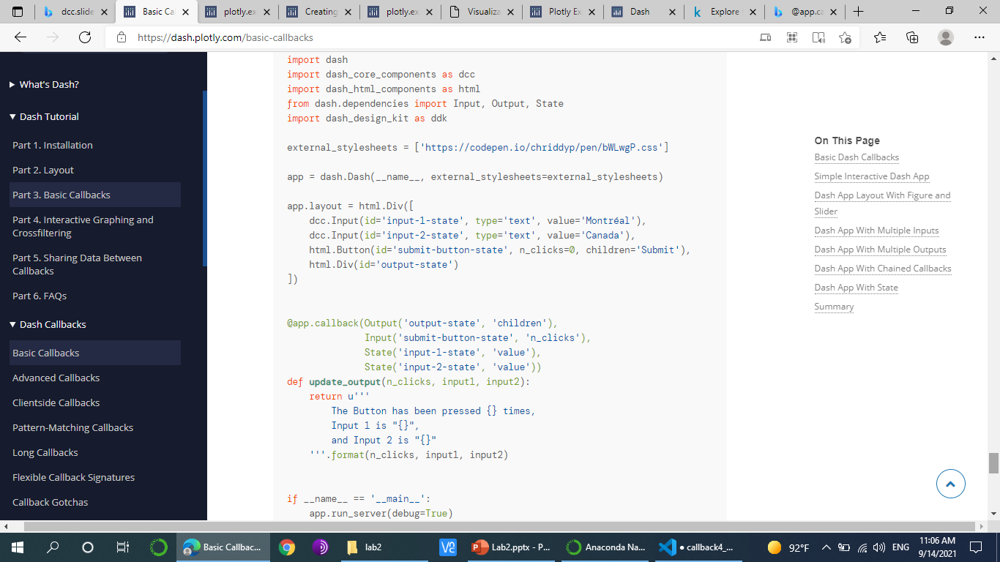 dcc.slide
Basic Cal
plotly.ex
Creating
plotly.ex
Visualiza
Plotly Ex
Dash
Explore
@app.ca
https://dash.plotly.com/basic-callbacks
What's Dash?
Dash Tutorial
Part 1. Installation
Part 2. Layout
Part 3. Basic Callbacks
Part 4. Interactive Graphing and
Crossfiltering
Part 5. Sharing Data Between
Callbacks
Part 6. FAQs
Dash Callbacks
Basic Callbacks
Advanced Callbacks
Clientside Callbacks
Pattern-Matching Callbacks
Long Callbacks
Flexible Callback Signatures
Callback Gotchas
import dash
import dash_core_components as dcc
import dash_html_components as html
from dash.dependencies import Input, Output, State
import dash_design_kit as ddk
external_stylesheets = ['https://codepen.io/chriddyp/pen/bWLwgP.css']
app = dash.Dash(__name__, external_stylesheets=external_stylesheets)
app.layout = html.Div([
    dcc.Input(id='input-1-state', type='text', value='Montréal'),
    dcc.Input(id='input-2-state', type='text', value='Canada'),
    html.Button(id='submit-button-state', n_clicks=0, children='Submit'),
    html.Div(id='output-state')
])
@app.callback(Output('output-state', 'children'),
              Input('submit-button-state', 'n_clicks'),
              State('input-1-state', 'value'),
              State('input-2-state', 'value'))
def update_output(n_clicks, input1, input2):
    return u'''
        The Button has been pressed {} times,
        Input 1 is "{}",
        and Input 2 is "{}"
    '''.format(n_clicks, input1, input2)
if __name__ == '__main__':
    app.run_server(debug=True)
On This Page
Basic Dash Callbacks
Simple Interactive Dash App
Dash App Layout With Figure and
Slider
Dash App With Multiple Inputs
Dash App With Multiple Outputs
Dash App With Chained Callbacks
Dash App With State
Summary
Basic Callbac...
lab2
Lab2.pptx - P...
Anaconda Na...
● callback4_...
92°F
ENG
11:06 AM
9/14/2021